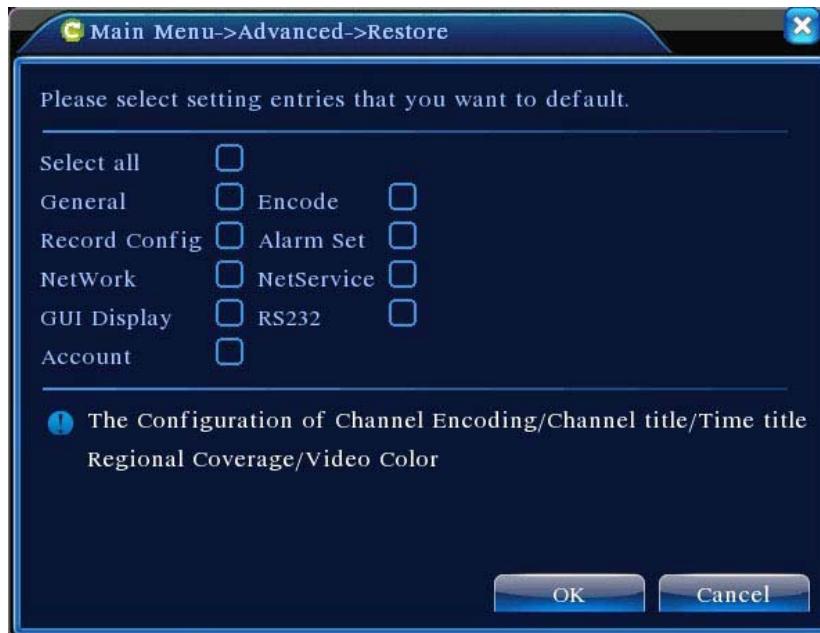 Main Menu->Advanced->Restore
Please select setting entries that you want to default.
Select all
General Encode
Record Config Alarm Set
NetWork NetService
GUI Display RS232
Account
The Configuration of Channel Encoding/Channel title/Time title
Regional Coverage/Video Color
OK Cancel